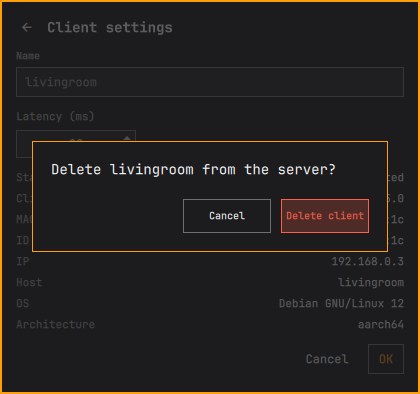 ← Client settings
Name
livingroom
Latency (ms)
Delete livingroom from the server?
Cancel
Delete client
IP 192.168.0.3
Host livingroom
OS Debian GNU/Linux 12
Architecture aarch64
ID
Cancel
OK